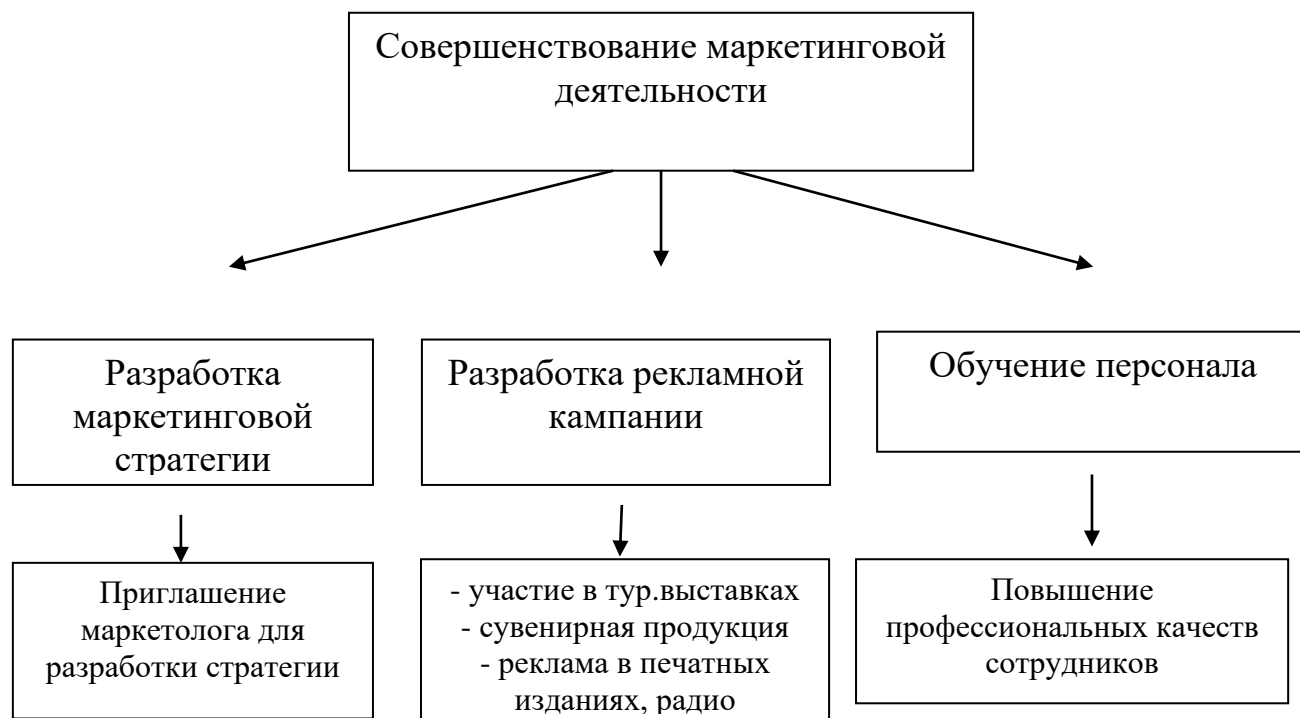 Совершенствование маркетинговой
деятельности
Разработка
маркетинговой
стратегии
Разработка рекламной
кампании
Обучение персонала
Приглашение
маркетолога для
разработки стратегии
- участие в тур.выставках
- сувенирная продукция
- реклама в печатных
изданиях, радио
Повышение
профессиональных качеств
сотрудников